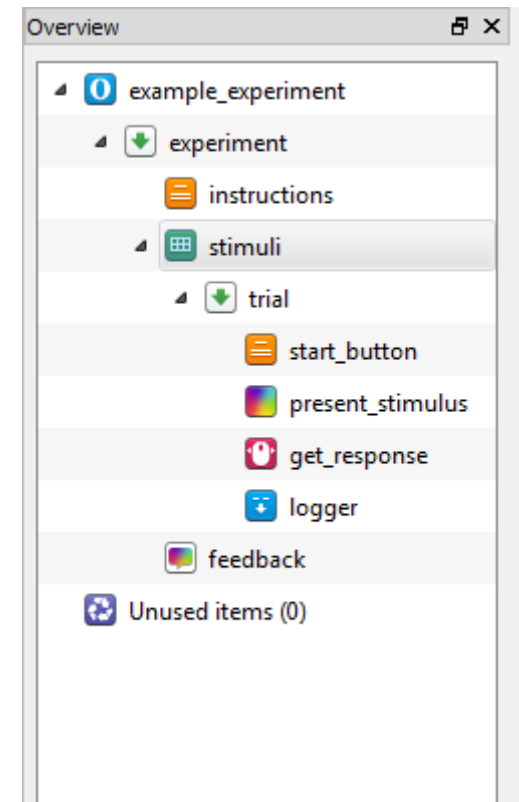 Overview
example_experiment
experiment
instructions
stimuli
trial
start_button
present_stimulus
get_response
logger
feedback
Unused items (0)